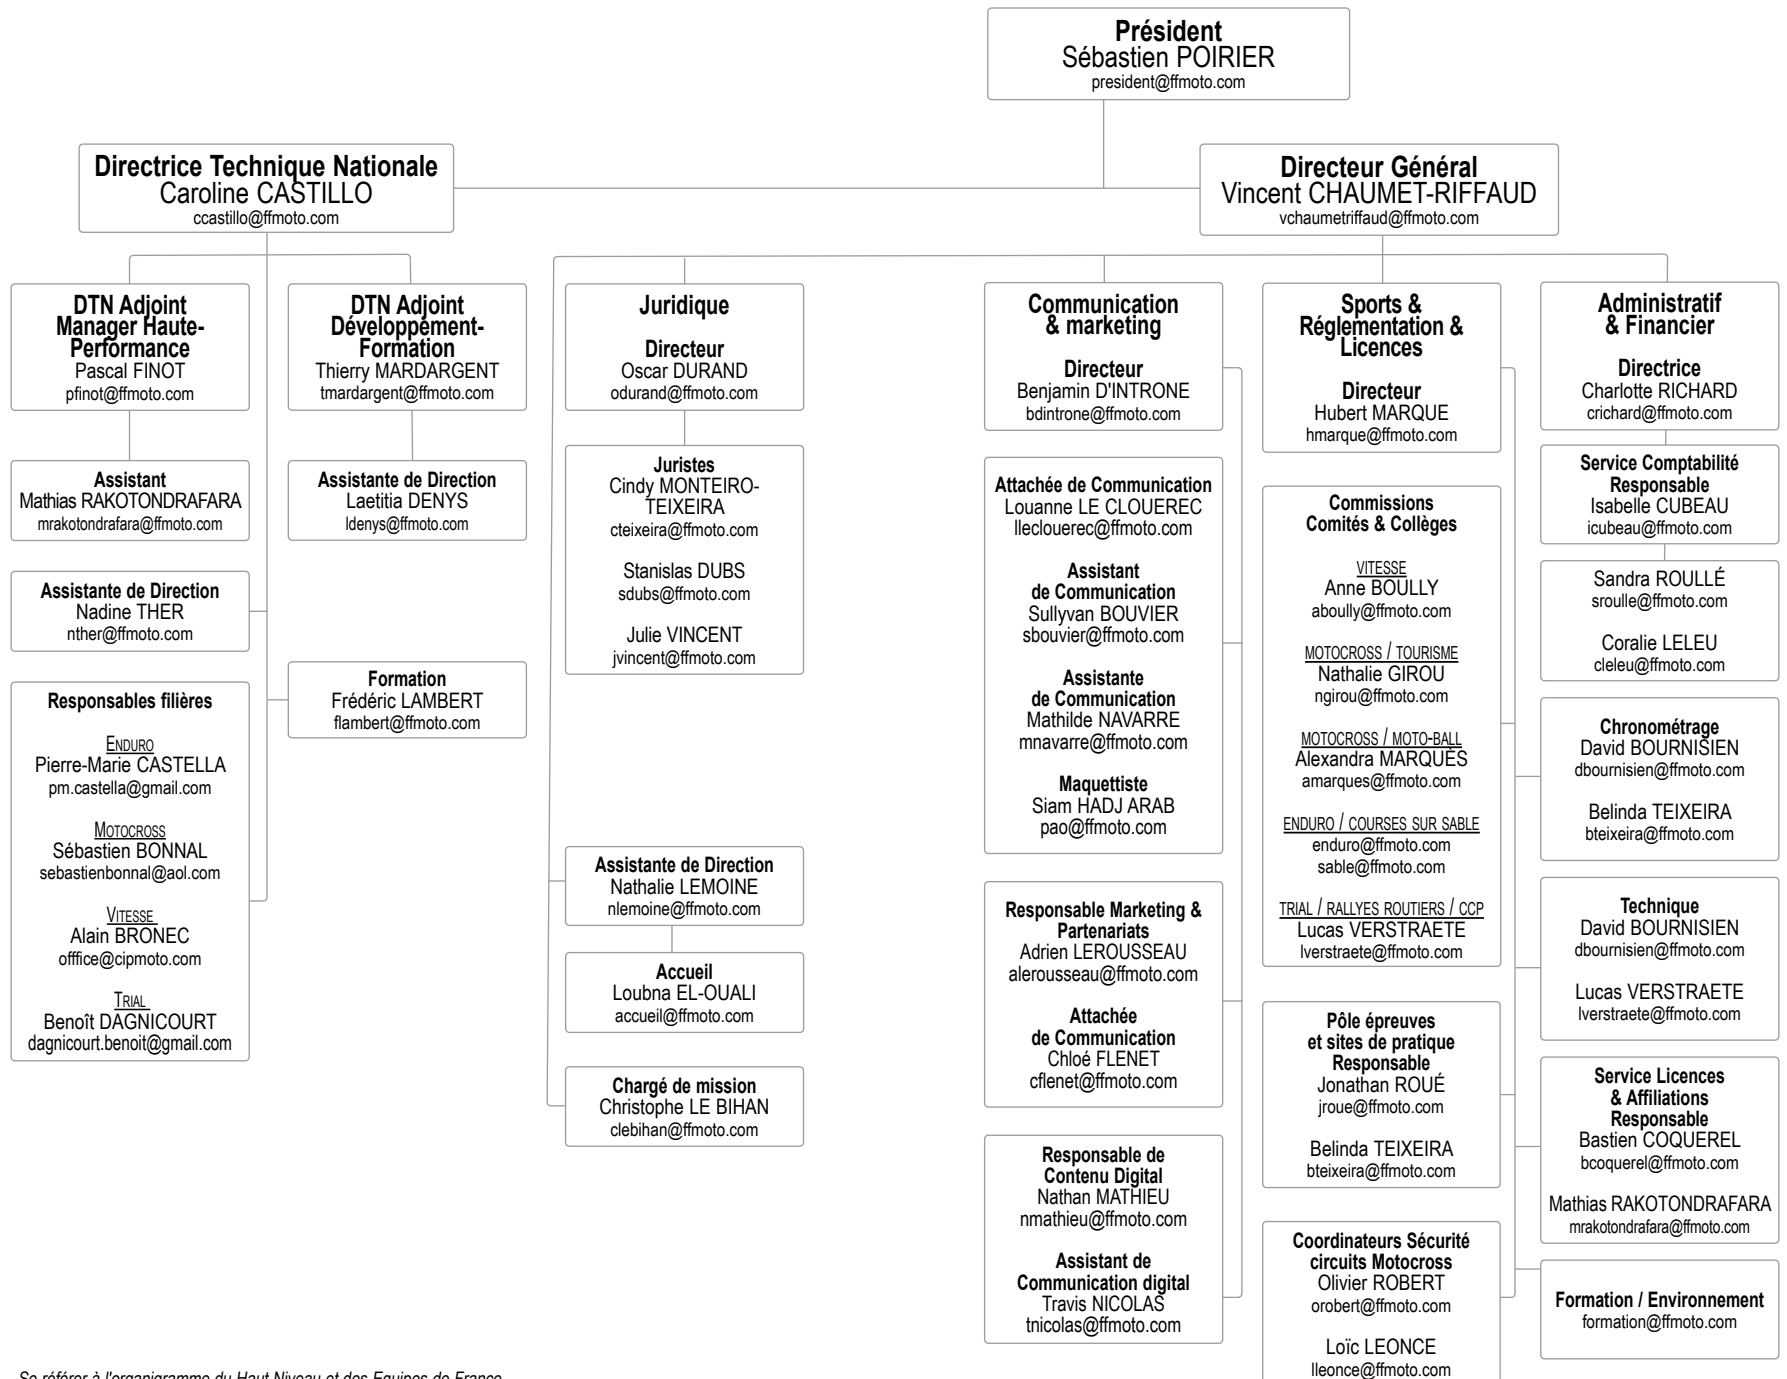 Président
Sébastien POIRIER
president@ffmoto.com
Directrice Technique Nationale
Caroline CASTILLO
ccastillo@ffmoto.com
Directeur Général
Vincent CHAUMET-RIFFAUD
vchaumetriffaud@ffmoto.com
DTN Adjoint
Manager Haute-
Performance
Pascal FINOT
pfinot@ffmoto.com
Assistant
Mathias RAKOTONDRAFARA
mrakotondrafara@ffmoto.com
Assistante de Direction
Nadine THER
nther@ffmoto.com
Responsables filières
ENDURO
Pierre-Marie CASTELLA
pm.castella@gmail.com
MOTOCROSS
Sébastien BONNAL
sebastienbonnal@aol.com
VITESSE
Alain BRONEC
offfice@cipmoto.com
TRIAL
Benoît DAGNICOURT
dagnicourt.benoit@gmail.com
DTN Adjoint
Développement-
Formation
Thierry MARDARGENT
tmardargent@ffmoto.com
Assistante de Direction
Laetitia DENYS
ldenys@ffmoto.com
Formation
Frédéric LAMBERT
flambert@ffmoto.com
Juridique
Directeur
Oscar DURAND
odurand@ffmoto.com
Juristes
Cindy MONTEIRO-
TEIXEIRA
cteixeira@ffmoto.com
Stanislas DUBS
sdubs@ffmoto.com
Julie VINCENT
jvincent@ffmoto.com
Assistante de Direction
Nathalie LEMOINE
nlemoine@ffmoto.com
Accueil
Loubna EL-OUALI
accueil@ffmoto.com
Chargé de mission
Christophe LE BIHAN
clebihan@ffmoto.com
Communication
& marketing
Directeur
Benjamin D'INTRONE
bdintrone@ffmoto.com
Attachée de Communication
Louanne LE CLOUEREC
lleclouerec@ffmoto.com
Assistant
de Communication
Sullyvan BOUVIER
sbouvier@ffmoto.com
Assistante
de Communication
Mathilde NAVARRE
mnavarre@ffmoto.com
Maquettiste
Siam HADJ ARAB
pao@ffmoto.com
Responsable Marketing &
Partenariats
Adrien LEROUSSEAU
alerousseau@ffmoto.com
Attachée
de Communication
Chloé FLENET
cflenet@ffmoto.com
Responsable de
Contenu Digital
Nathan MATHIEU
nmathieu@ffmoto.com
Assistant de
Communication digital
Travis NICOLAS
tnicolas@ffmoto.com
Sports &
Réglementation &
Licences
Directeur
Hubert MARQUE
hmarque@ffmoto.com
Commissions
Comités & Collèges
VITESSE
Anne BOULLY
aboully@ffmoto.com
MOTOCROSS / TOURISME
Nathalie GIROU
ngirou@ffmoto.com
MOTOCROSS / MOTO-BALL
Alexandra MARQUÈS
amarques@ffmoto.com
ENDURO / COURSES SUR SABLE
enduro@ffmoto.com
sable@ffmoto.com
TRIAL / RALLYES ROUTIERS / CCP
Lucas VERSTRAETE
lverstraete@ffmoto.com
Pôle épreuves
et sites de pratique
Responsable
Jonathan ROUÉ
jroue@ffmoto.com
Belinda TEIXEIRA
bteixeira@ffmoto.com
Coordinateurs Sécurité
circuits Motocross
Olivier ROBERT
orobert@ffmoto.com
Loïc LEONCE
lleonce@ffmoto.com
Administratif
& Financier
Directrice
Charlotte RICHARD
crichard@ffmoto.com
Service Comptabilité
Responsable
Isabelle CUBEAU
icubeau@ffmoto.com
Sandra ROULLÉ
sroulle@ffmoto.com
Coralie LELEU
cleleu@ffmoto.com
Chronométrage
David BOURNISIEN
dbournisien@ffmoto.com
Belinda TEIXEIRA
bteixeira@ffmoto.com
Technique
David BOURNISIEN
dbournisien@ffmoto.com
Lucas VERSTRAETE
lverstraete@ffmoto.com
Service Licences
& Affiliations
Responsable
Bastien COQUEREL
bcoquerel@ffmoto.com
Mathias RAKOTONDRAFARA
mrakotondrafara@ffmoto.com
Formation / Environnement
formation@ffmoto.com
Se référer à l'organigramme du Haut Niveau et des Equipes de France